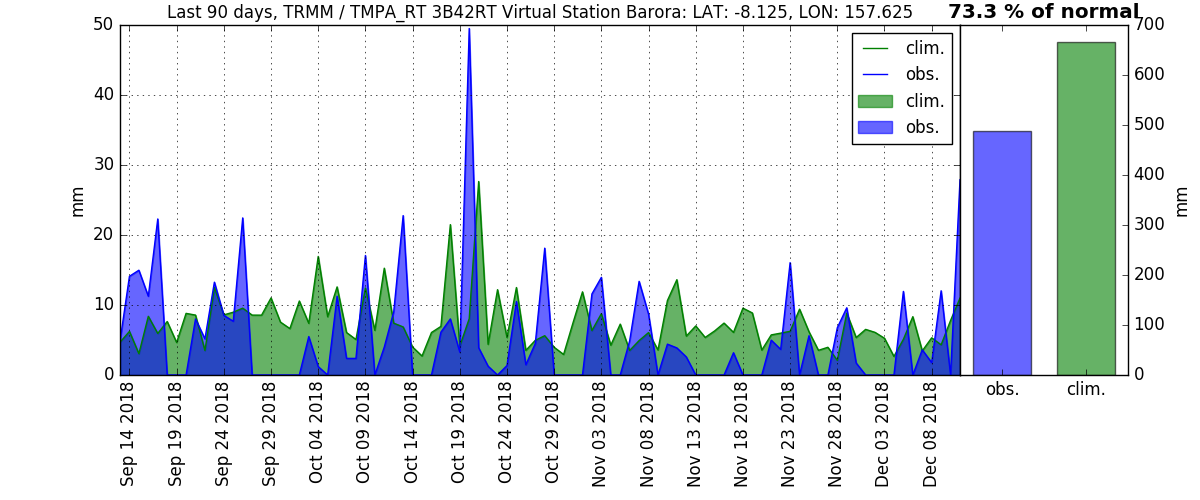 Last 90 days, TRMM / TMPA_RT 3B42RT Virtual Station Barora: LAT: -8.125, LON: 157.625
73.3 % of normal
50
40
30
20
10
0
mm
clim.
obs.
clim.
obs.
700
600
500
400
300
200
100
0
mm
obs.
clim.
Sep 14 2018
Sep 19 2018
Sep 24 2018
Sep 29 2018
Oct 04 2018
Oct 09 2018
Oct 14 2018
Oct 19 2018
Oct 24 2018
Oct 29 2018
Nov 03 2018
Nov 08 2018
Nov 13 2018
Nov 18 2018
Nov 23 2018
Nov 28 2018
Dec 03 2018
Dec 08 2018